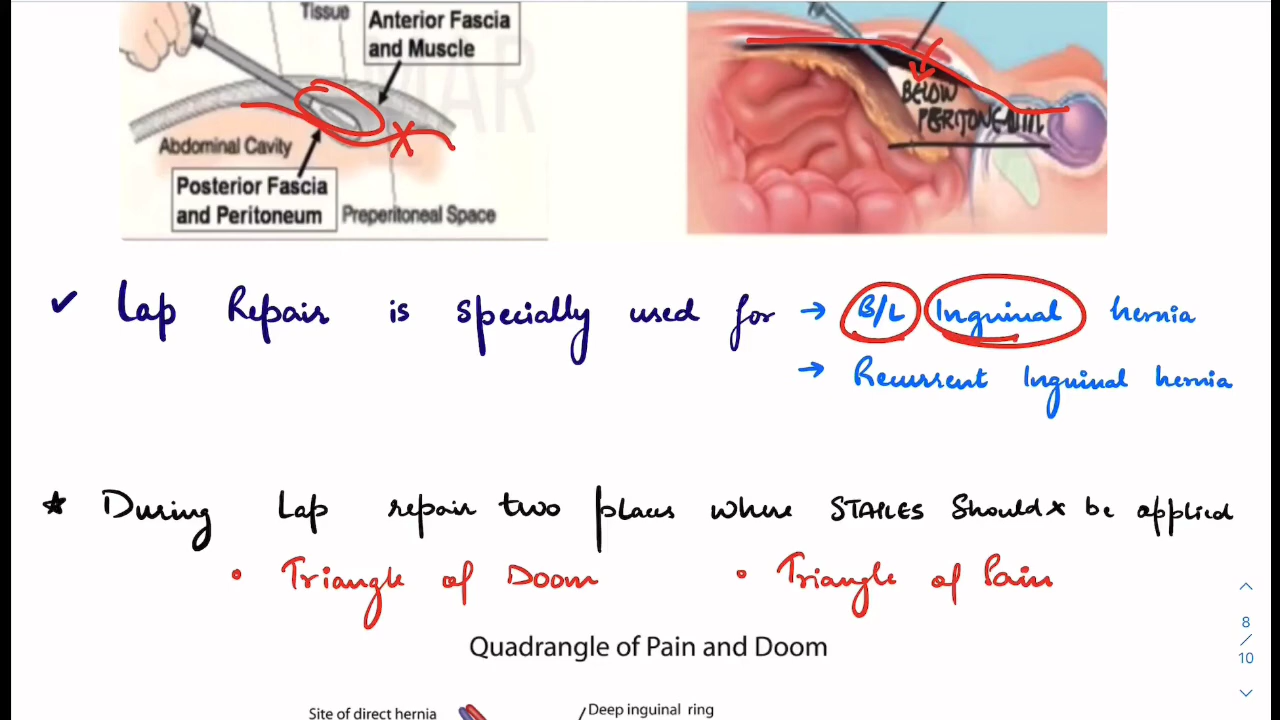 Tissue
Anterior Fascia
and Muscle
BELOW
PERITONEUM
Abdominal Cavity
Posterior Fascia
and Peritoneum
Preperitoneal Space
✓ Lap Repair is specially used for → B/L Inguinal hernia
→ Recurrent Inguinal hernia
* During Lap repair two places where STAPLES Should x be applied
• Triangle of Doom • Triangle of Pain
Quadrangle of Pain and Doom
Site of direct hernia
Deep inguinal ring
8
/
10